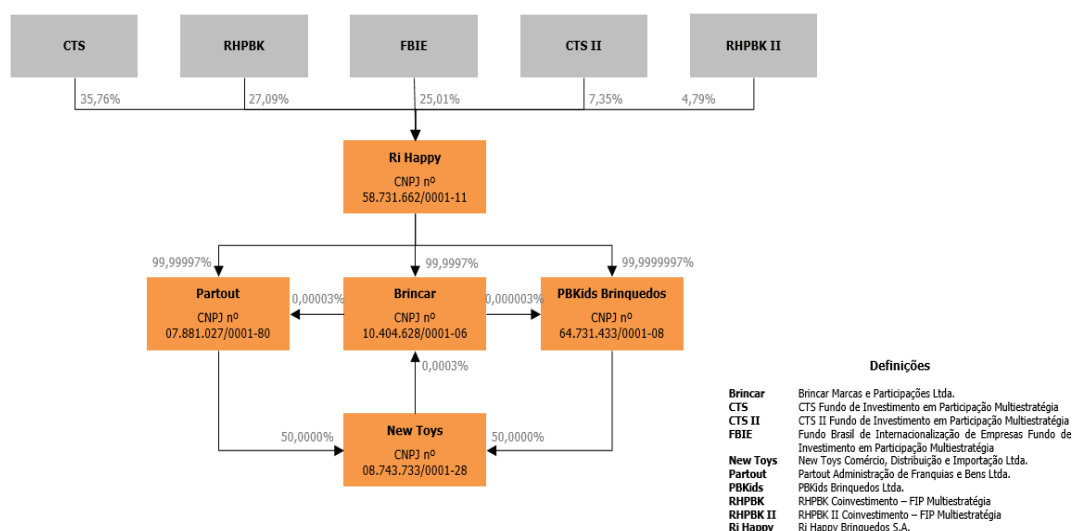 CTS
RHPBK
FBIE
CTS II
RHPBK II
35,76%
27,09%
25,01%
7,35%
4,79%
Ri Happy
CNPJ nº
58.731.662/0001-11
99,99997%
99,9997%
99,9999997%
Partout
CNPJ nº
07.881.027/0001-80
0,00003%
Brincar
CNPJ nº
10.404.628/0001-06
0,000003%
PBKids Brinquedos
CNPJ nº
64.731.433/0001-08
0,0003%
50,0000%
New Toys
CNPJ nº
08.743.733/0001-28
50,0000%
Definições
Brincar Brincar Marcas e Participações Ltda.
CTS CTS Fundo de Investimento em Participação Multiestratégia
CTS II CTS II Fundo de Investimento em Participação Multiestratégia
FBIE Fundo Brasil de Internacionalização de Empresas Fundo de
Investimento em Participação Multiestratégia
New Toys New Toys Comércio, Distribuição e Importação Ltda.
Partout Partout Administração de Franquias e Bens Ltda.
PBKids PBKids Brinquedos Ltda.
RHPBK RHPBK Coinvestimento – FIP Multiestratégia
RHPBK II RHPBK II Coinvestimento – FIP Multiestratégia
Ri Happy Ri Happy Brinquedos S.A.